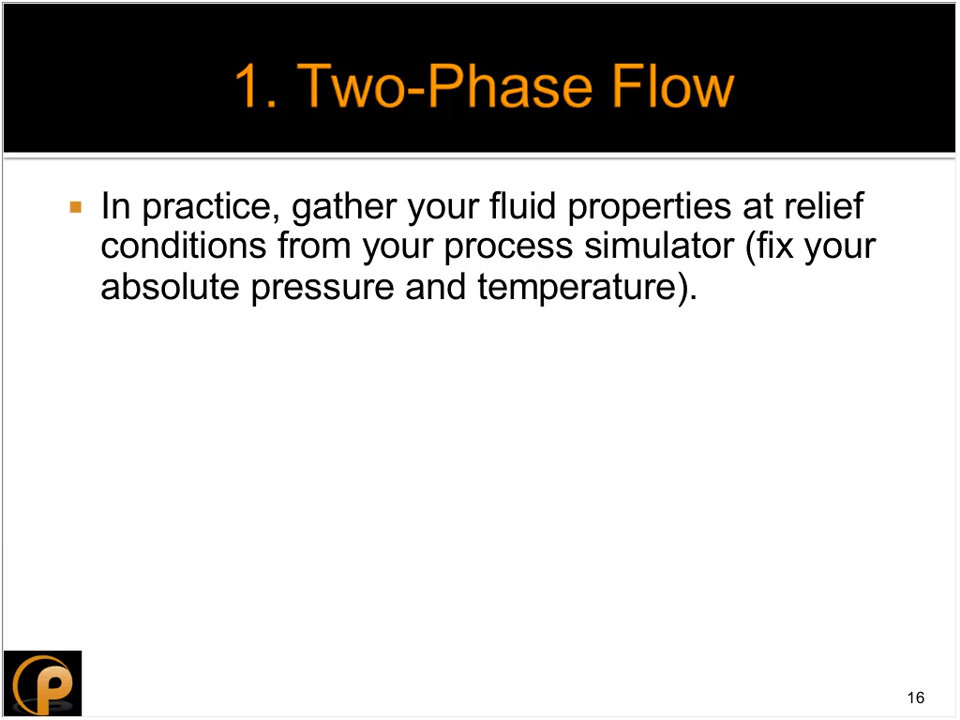 1. Two-Phase Flow
In practice, gather your fluid properties at relief
conditions from your process simulator (fix your
absolute pressure and temperature).
P
16